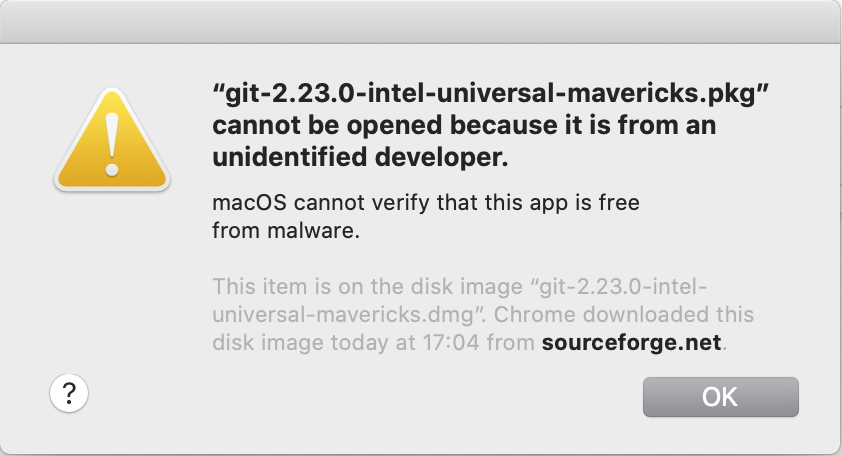 “git-2.23.0-intel-universal-mavericks.pkg”
cannot be opened because it is from an
unidentified developer.
macOS cannot verify that this app is free
from malware.
This item is on the disk image “git-2.23.0-intel-
universal-mavericks.dmg”. Chrome downloaded this
disk image today at 17:04 from sourceforge.net.
?
OK